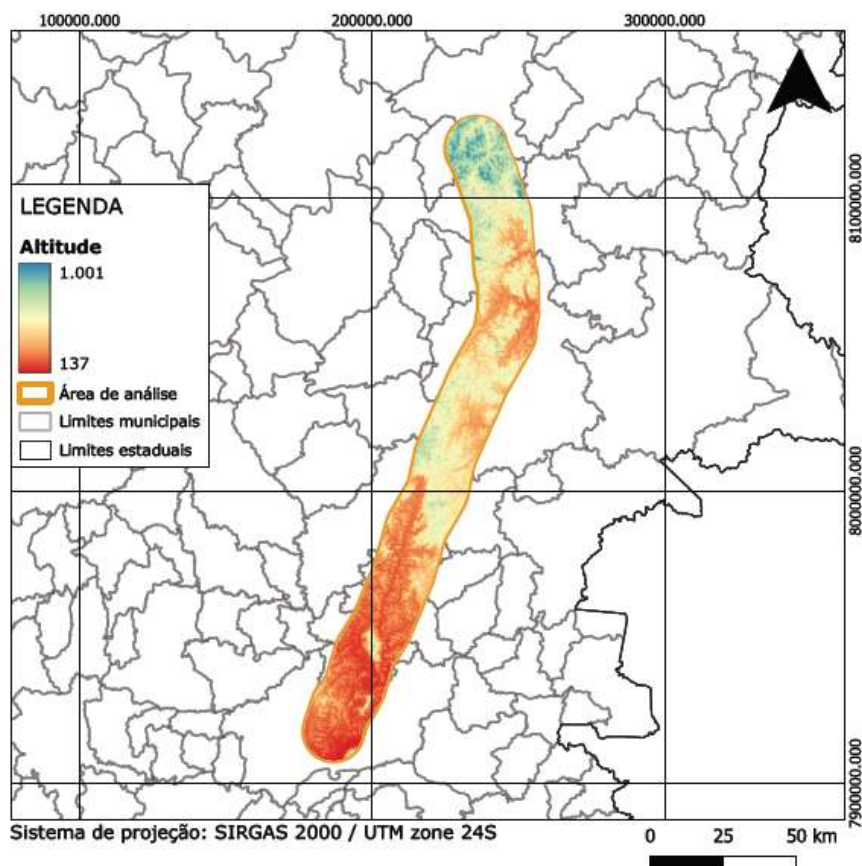 100000.000 200000.000 300000.000
8100000.000
LEGENDA
Altitude
1.001
137
Área de análise
Limites municipais
Limites estaduais
8000000.000
7900000.000
Sistema de projeção: SIRGAS 2000 / UTM zone 24S
0 25 50 km